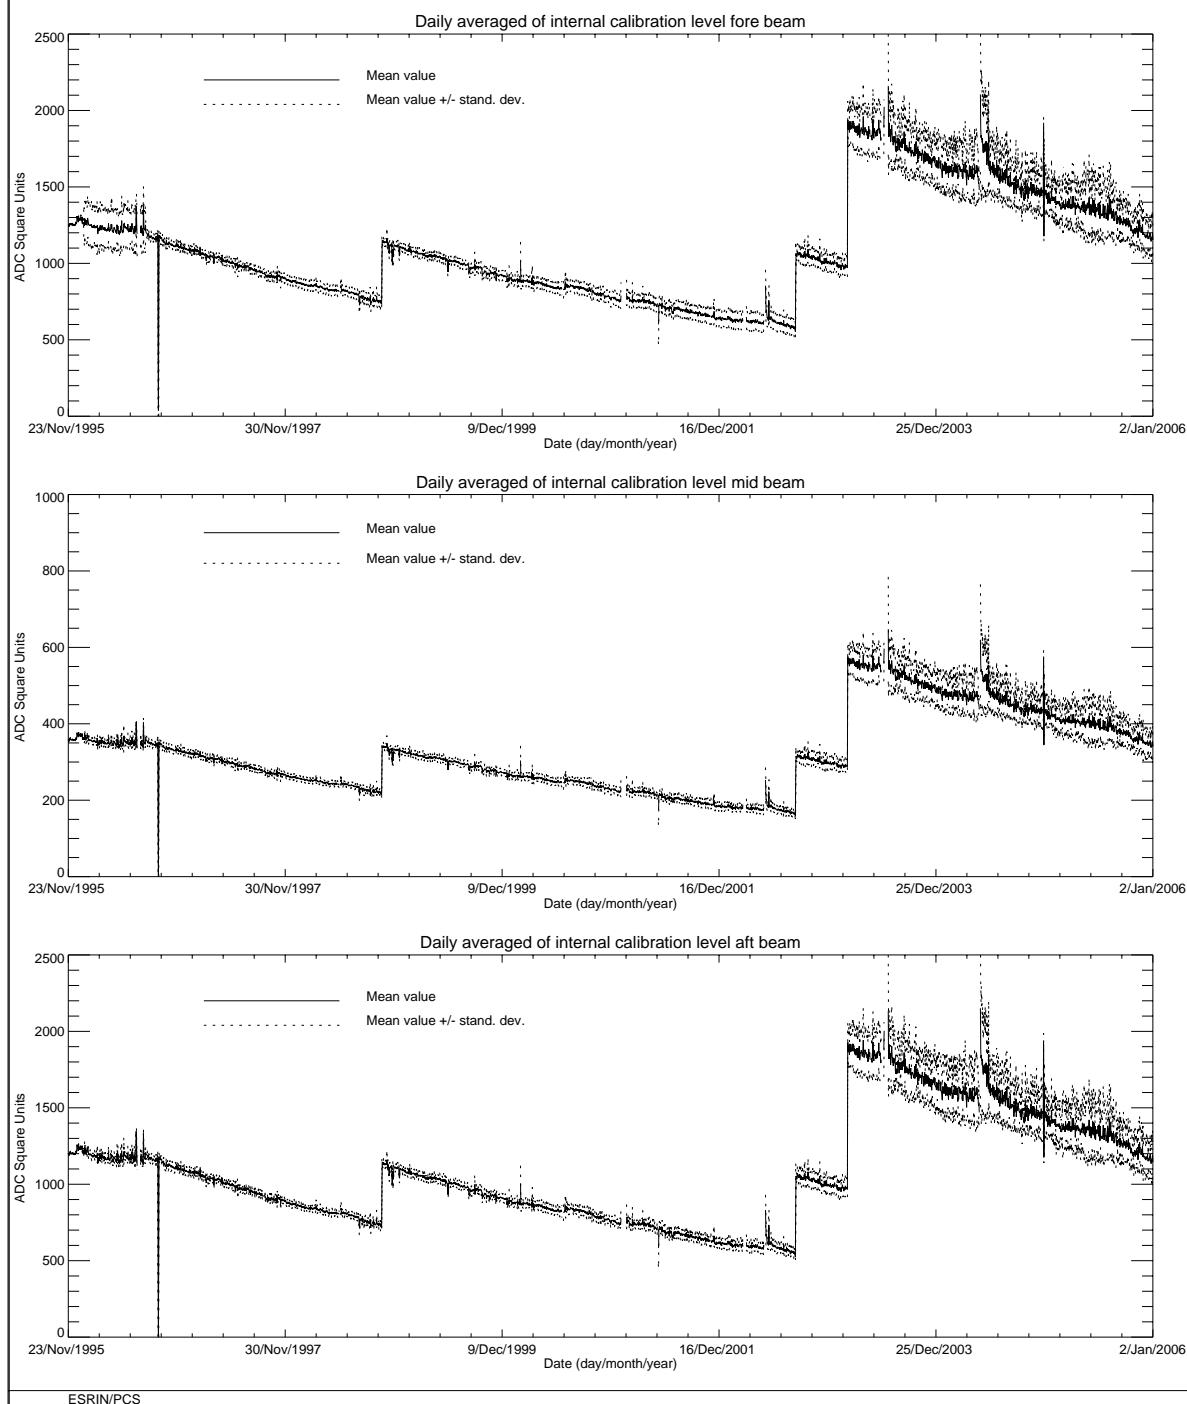 Daily averaged of internal calibration level fore beam
2500
2000
1500
1000
500
0
ADC Square Units
Mean value
Mean value +/- stand. dev.
23/Nov/1995 30/Nov/1997 9/Dec/1999 16/Dec/2001 25/Dec/2003 2/Jan/2006
Date (day/month/year)
Daily averaged of internal calibration level mid beam
1000
800
600
400
200
0
ADC Square Units
Mean value
Mean value +/- stand. dev.
23/Nov/1995 30/Nov/1997 9/Dec/1999 16/Dec/2001 25/Dec/2003 2/Jan/2006
Date (day/month/year)
Daily averaged of internal calibration level aft beam
2500
2000
1500
1000
500
0
ADC Square Units
Mean value
Mean value +/- stand. dev.
23/Nov/1995 30/Nov/1997 9/Dec/1999 16/Dec/2001 25/Dec/2003 2/Jan/2006
Date (day/month/year)
ESRIN/PCS